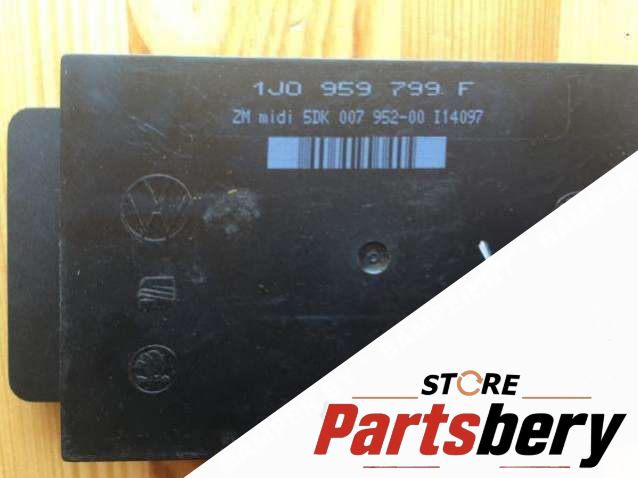 1J0 959 799 F
ZM midi 5DK 007 952-00 I14097
STORE
Partsbery